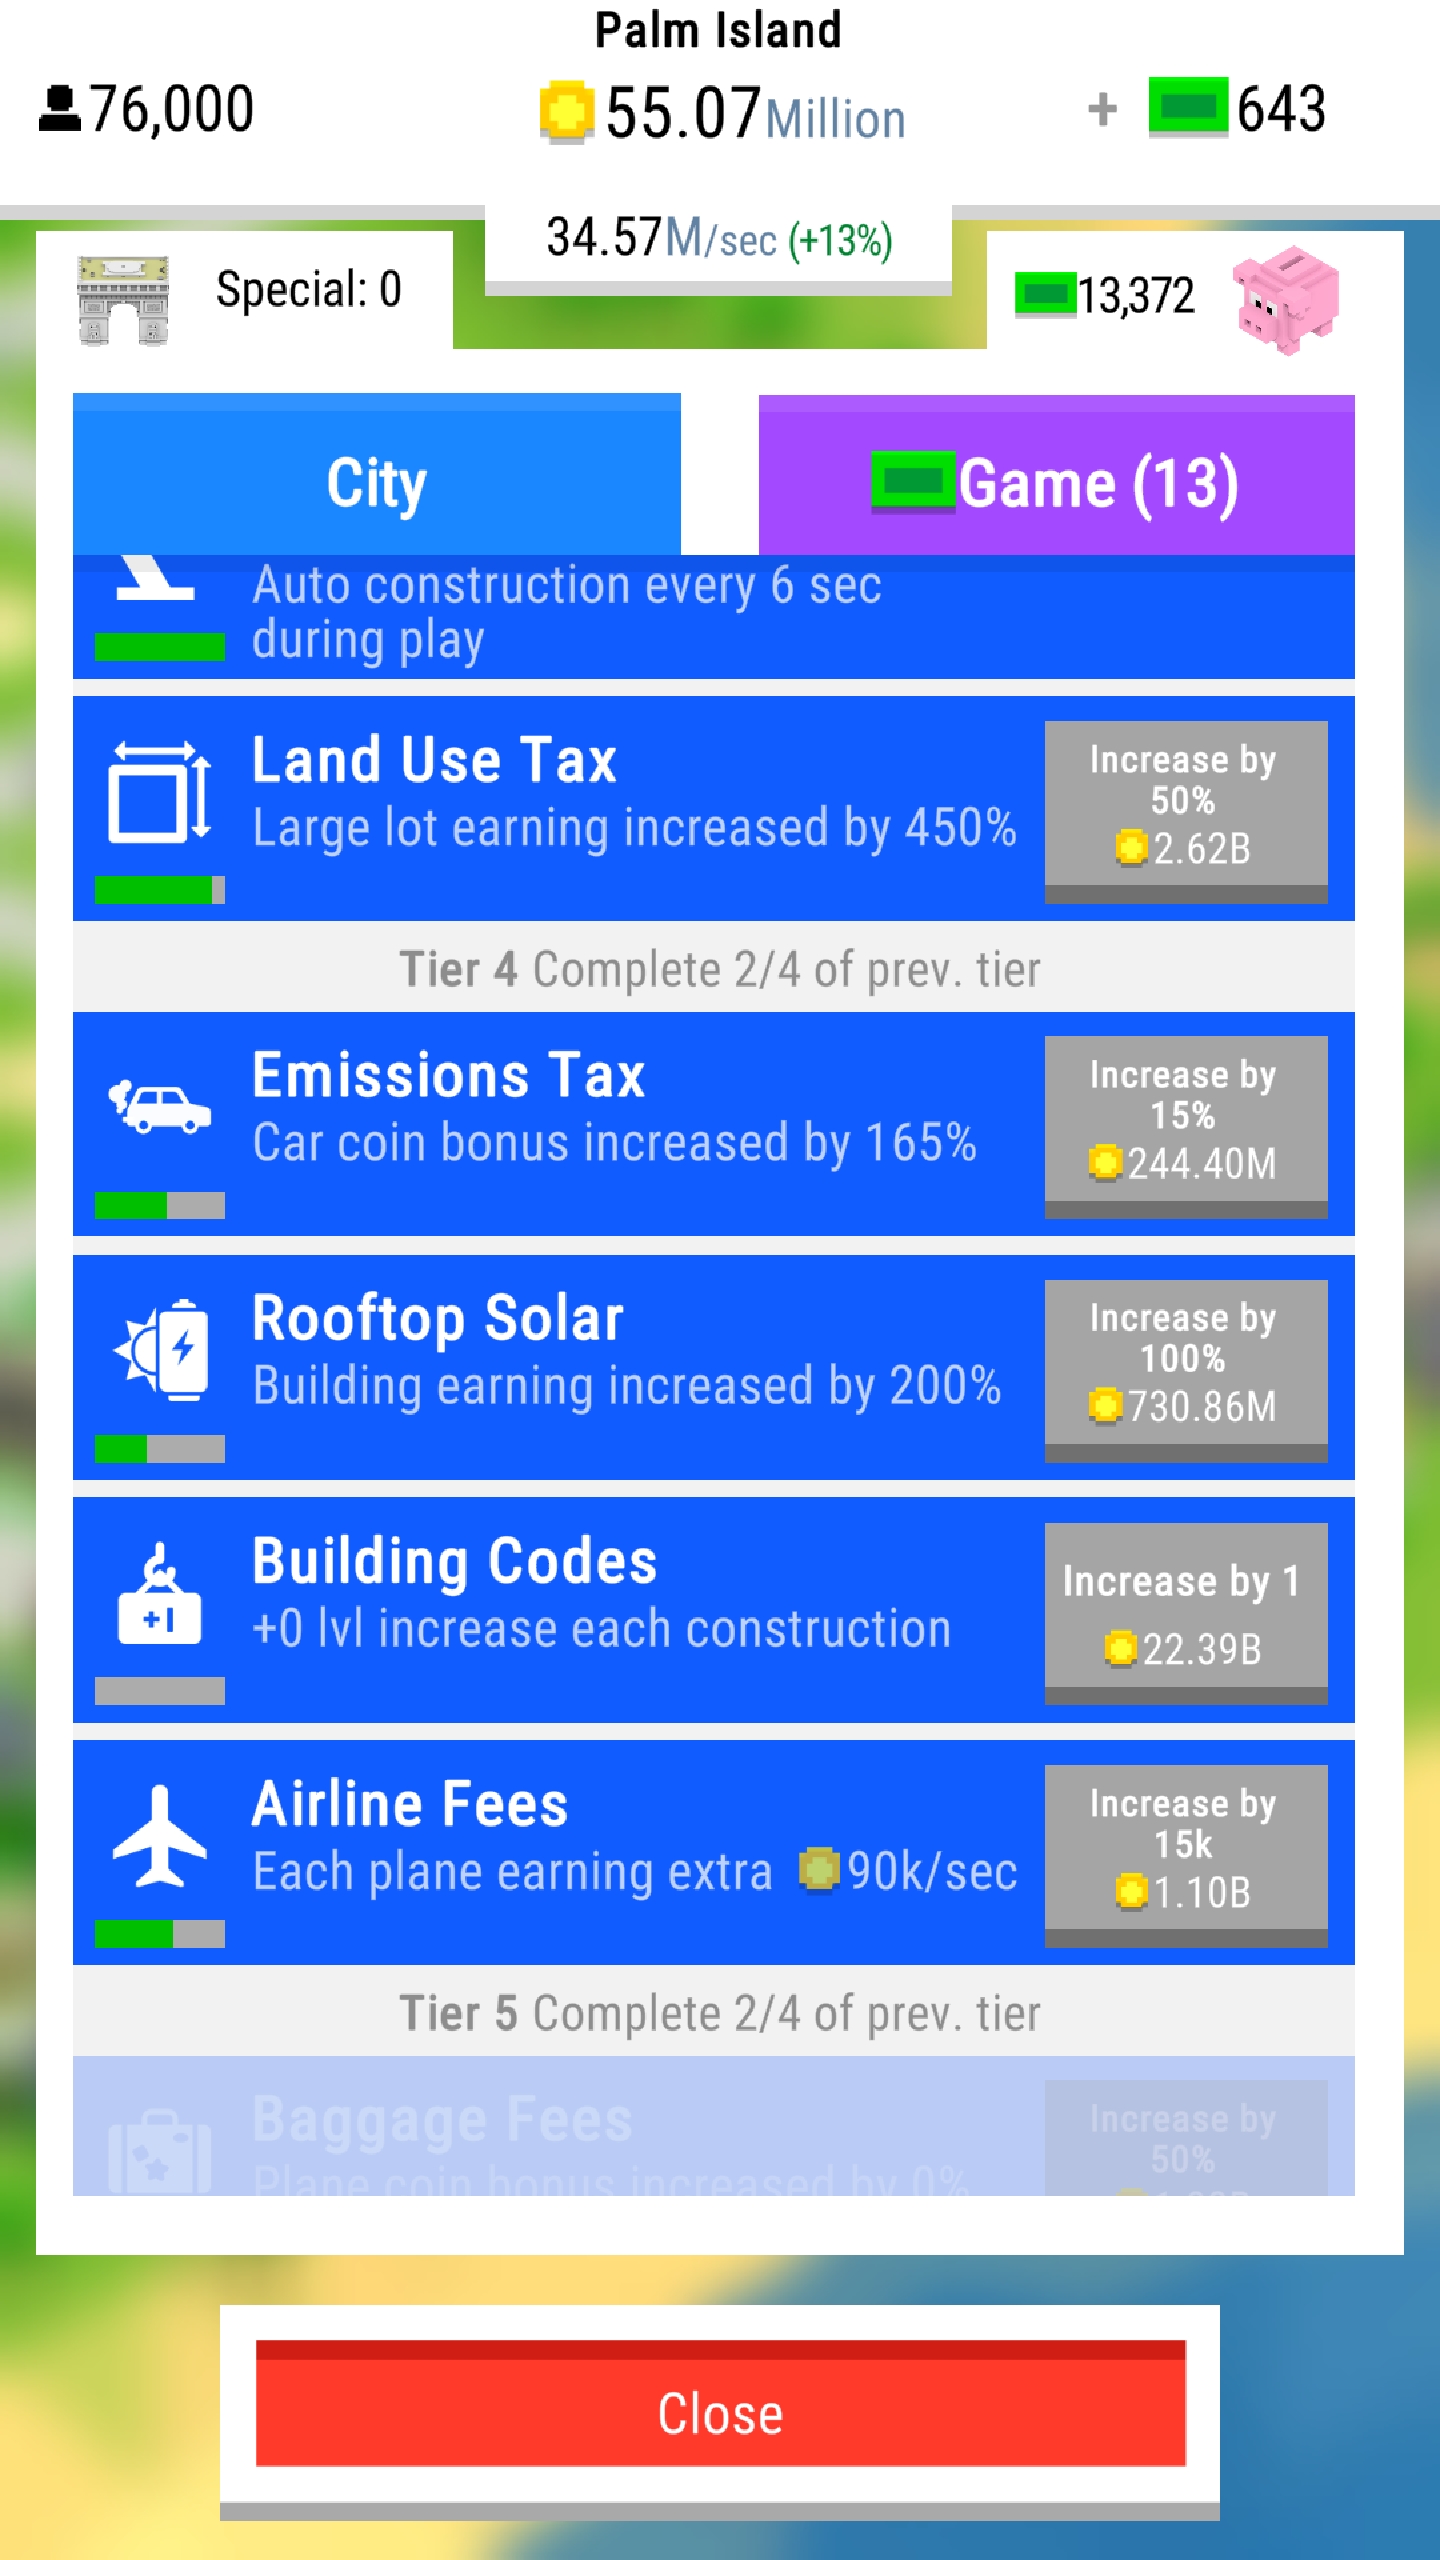 Palm Island
76,000
55.07Million
+ 643
34.57M/sec (+13%)
Special: 0
13,372
City
Game (13)
Auto construction every 6 sec
during play
Land Use Tax
Large lot earning increased by 450%
Increase by
50%
2.62B
Tier 4 Complete 2/4 of prev. tier
Emissions Tax
Car coin bonus increased by 165%
Increase by
15%
244.40M
Rooftop Solar
Building earning increased by 200%
Increase by
100%
730.86M
Building Codes
+0 lvl increase each construction
+1
Increase by 1
22.39B
Airline Fees
Each plane earning extra 90k/sec
Increase by
15k
1.10B
Tier 5 Complete 2/4 of prev. tier
Baggage Fees
Plane coin bonus increased by 0%
Increase by
50%
Close